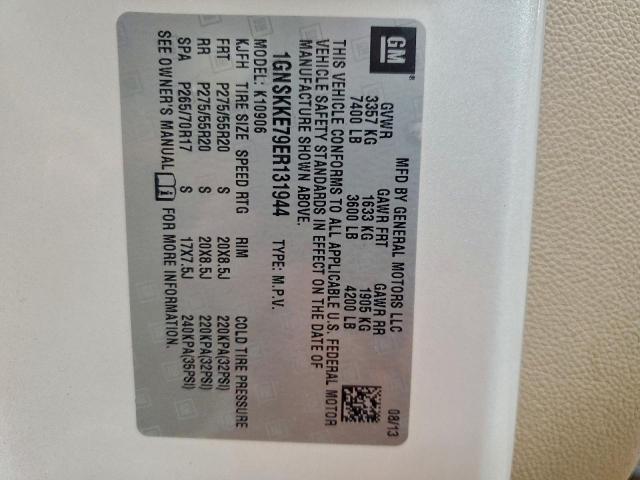 GM
MFD BY GENERAL MOTORS LLC 08/13
GVWR GAWR FRT GAWR RR
3357 KG 1633 KG 1905 KG
7400 LB 3600 LB 4200 LB
THIS VEHICLE CONFORMS TO ALL APPLICABLE U.S. FEDERAL MOTOR
VEHICLE SAFETY STANDARDS IN EFFECT ON THE DATE OF
MANUFACTURE SHOWN ABOVE.
1GNSKKE79ER131944 TYPE: M.P.V.
MODEL: K10906
KJFH TIRE SIZE SPEED RTG RIM COLD TIRE PRESSURE
FRT P275/55R20 S 20X8.5J 220KPA(32PSI)
RR P275/55R20 S 20X8.5J 220KPA(32PSI)
SPA P265/70R17 S 17X7.5J 240KPA(35PSI)
SEE OWNER'S MANUAL i FOR MORE INFORMATION.